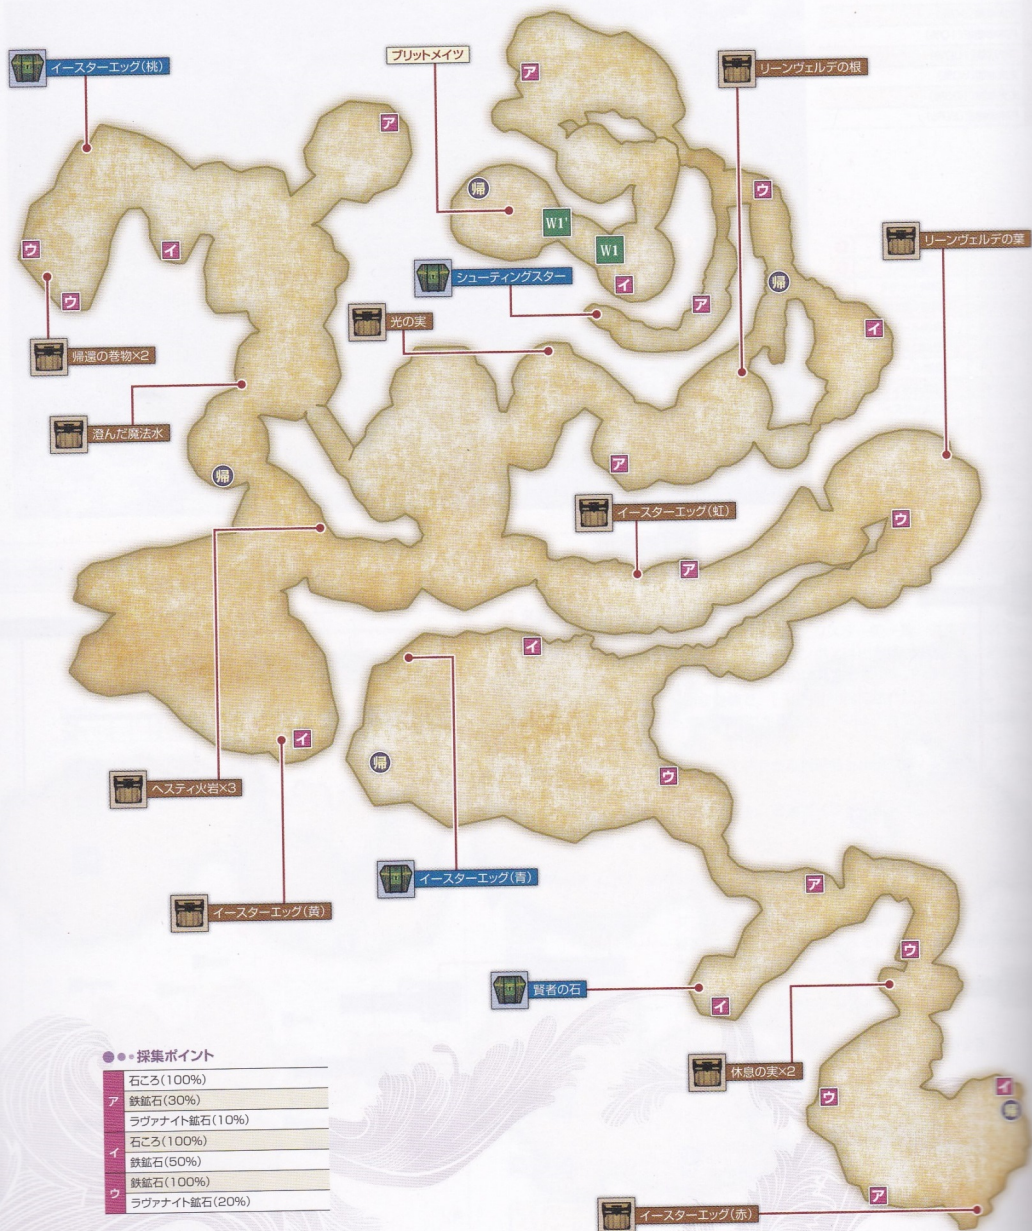 イースターエッグ(桃)
ブリットメイツ
リーンヴェルデの根
ア
ア
帰
ウ
W1'
リーンヴェルデの葉
ウ
イ
W1
シューティングスター
イ
帰
ウ
光の実
ア
イ
帰還の巻物×2
澄んだ魔法水
ア
帰
イースターエッグ(虹)
ウ
ア
イ
イ
帰
ウ
ヘスティ火岩×3
イースターエッグ(青)
ア
イースターエッグ(黄)
ウ
賢者の石
イ
休息の実×2
イ
ウ
ア
イースターエッグ(赤)
採集ポイント
ア
石ころ(100%)
鉄鉱石(30%)
ラヴァナイト鉱石(10%)
イ
石ころ(100%)
鉄鉱石(50%)
ウ
鉄鉱石(100%)
ラヴァナイト鉱石(20%)